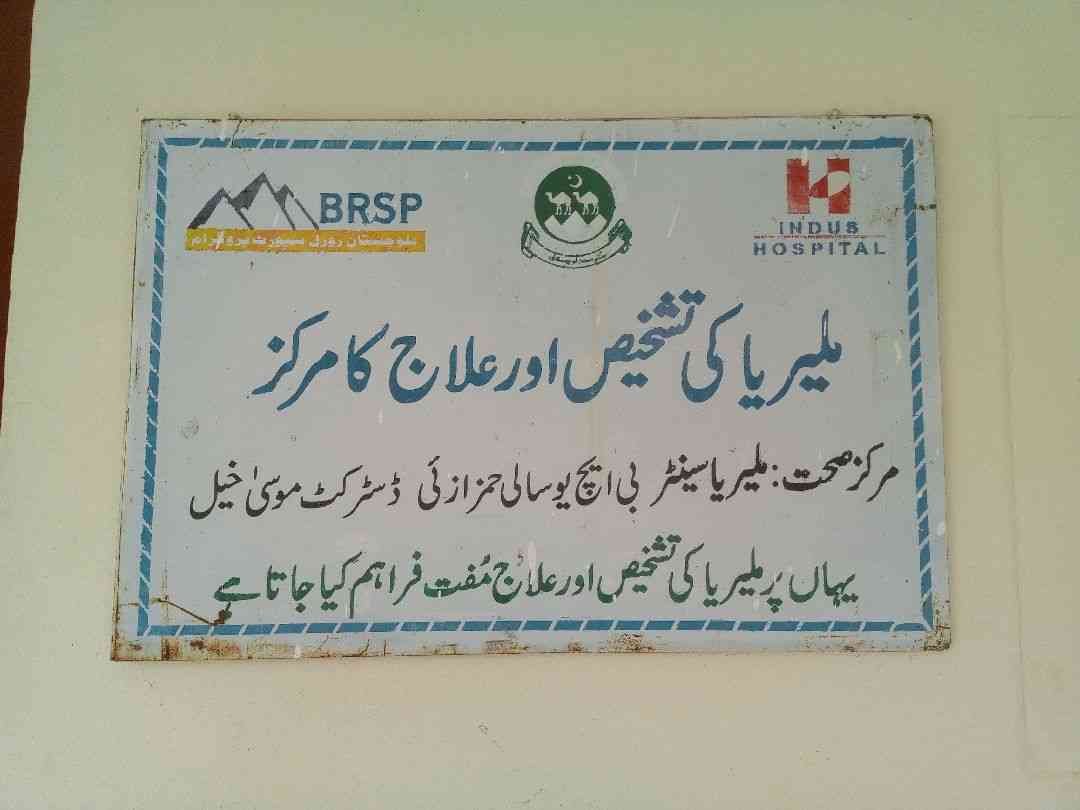 BRSP
بلوچستان رورل سپورٹ پروگرام
INDUS
HOSPITAL
ملیریا کی تشخیص اور علاج کا مرکز
مرکز صحت: ملیریا سینٹر بی ایچ یو سالی حمزازئی ڈسٹرکٹ موسیٰ خیل
یہاں پر ملیریا کی تشخیص اور علاج مُفت فراہم کیا جاتا ہے